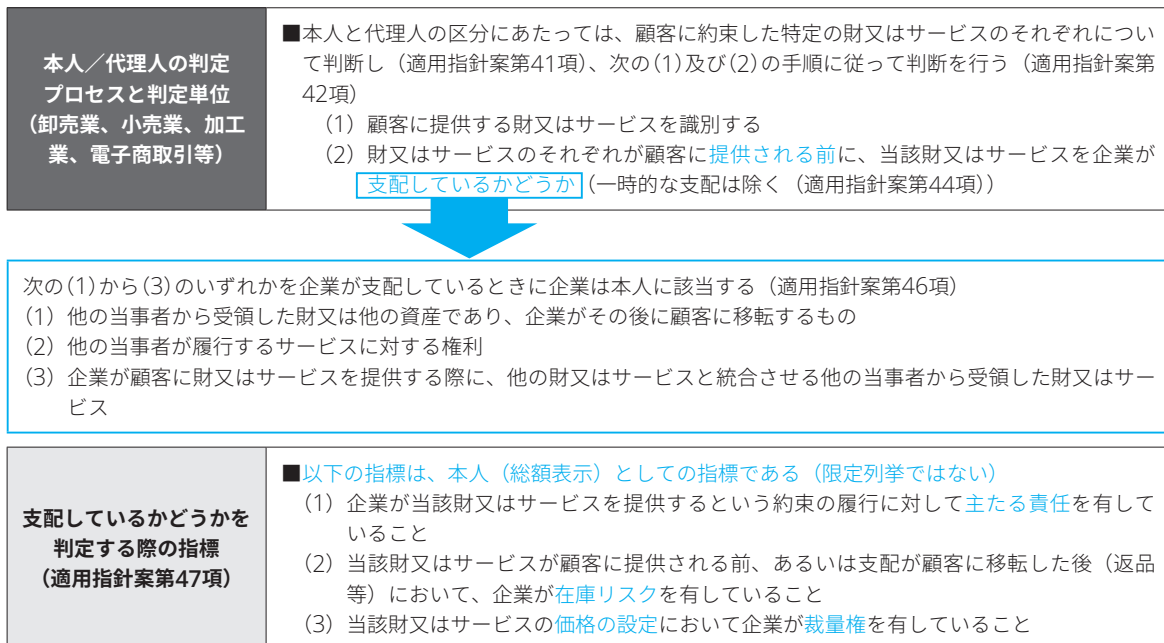 本人／代理人の判定
プロセスと判定単位
（卸売業、小売業、加工
業、電子商取引等）
■本人と代理人の区分にあたっては、顧客に約束した特定の財又はサービスのそれぞれについ
て判断し（適用指針案第41項）、次の(1)及び(2)の手順に従って判断を行う（適用指針案第
42項）
(1) 顧客に提供する財又はサービスを識別する
(2) 財又はサービスのそれぞれが顧客に提供される前に、当該財又はサービスを企業が
支配しているかどうか（一時的な支配は除く（適用指針案第44項））
次の(1)から(3)のいずれかを企業が支配しているときに企業は本人に該当する（適用指針案第46項）
(1) 他の当事者から受領した財又は他の資産であり、企業がその後に顧客に移転するもの
(2) 他の当事者が履行するサービスに対する権利
(3) 企業が顧客に財又はサービスを提供する際に、他の財又はサービスと統合させる他の当事者から受領した財又はサー
ビス
支配しているかどうかを
判定する際の指標
（適用指針案第47項）
■以下の指標は、本人（総額表示）としての指標である（限定列挙ではない）
(1) 企業が当該財又はサービスを提供するという約束の履行に対して主たる責任を有して
いること
(2) 当該財又はサービスが顧客に提供される前、あるいは支配が顧客に移転した後（返品
等）において、企業が在庫リスクを有していること
(3) 当該財又はサービスの価格の設定において企業が裁量権を有していること